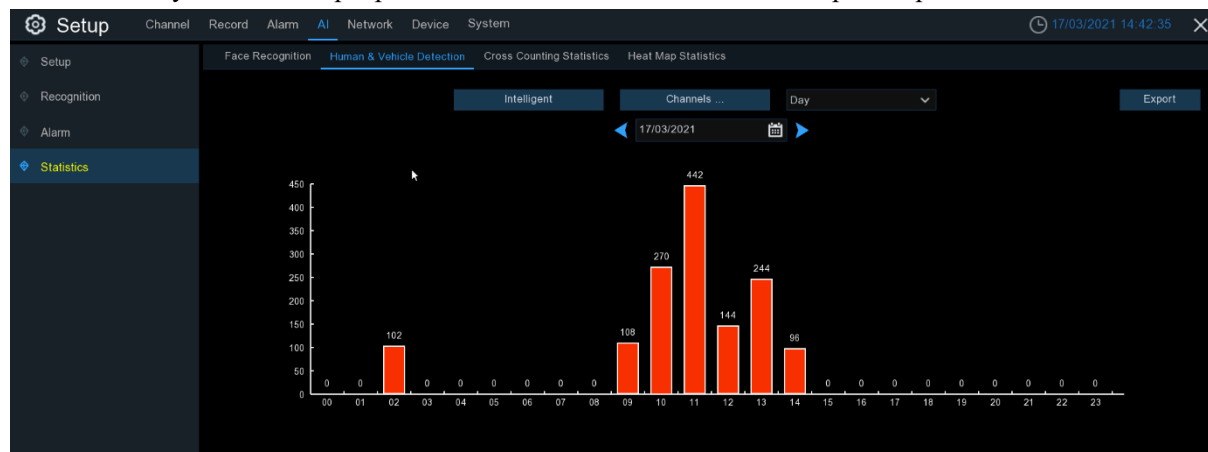 Setup Channel Record Alarm AI Network Device System 17/03/2021 14:42:35
Setup
Recognition
Alarm
Statistics
Face Recognition Human & Vehicle Detection Cross Counting Statistics Heat Map Statistics
Intelligent Channels ... Day Export
17/03/2021
450
400
350
300
250
200
150
100
50
0
0 0 102 0 0 0 0 0 0 108 270 442 144 244 96 0 0 0 0 0 0 0 0 0
00 01 02 03 04 05 06 07 08 09 10 11 12 13 14 15 16 17 18 19 20 21 22 23